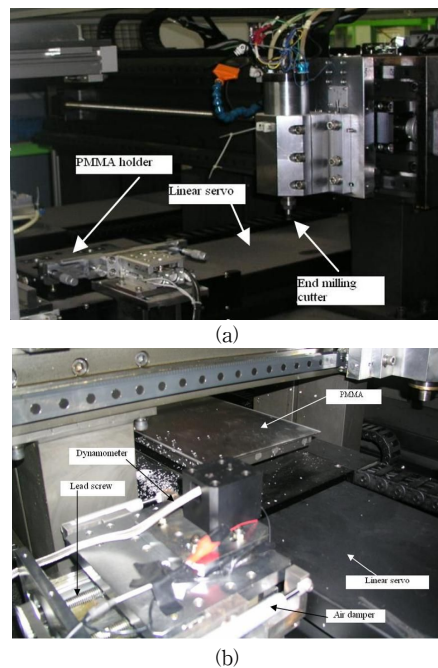 PMMA holder
Linear servo
End milling
cutter
(a)
PMMA
Dynamometer
Lead screw
Linear servo
Air damper
(b)